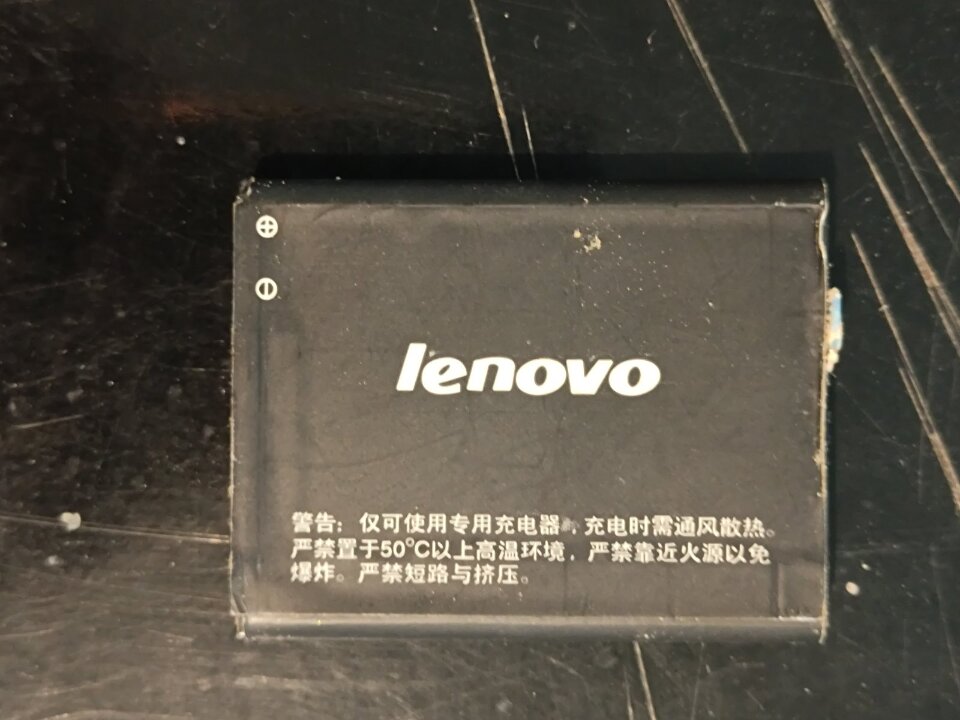 lenovo
警告：仅可使用专用充电器 充电时需通风散热。
严禁置于50°C以上高温环境，严禁靠近火源以免
爆炸。严禁短路与挤压。